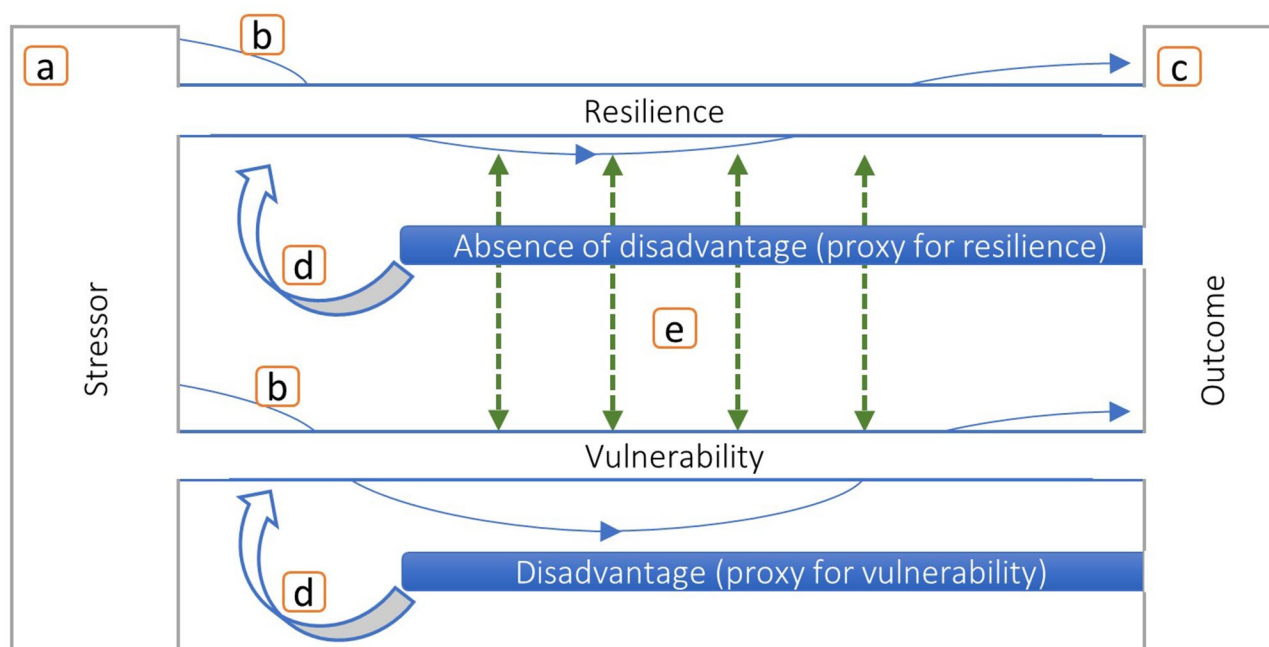 b
a
c
Resilience
d
Absence of disadvantage (proxy for resilience)
e
Stressor
Outcome
b
Vulnerability
d
Disadvantage (proxy for vulnerability)